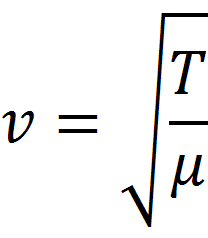 v = √(T/μ)